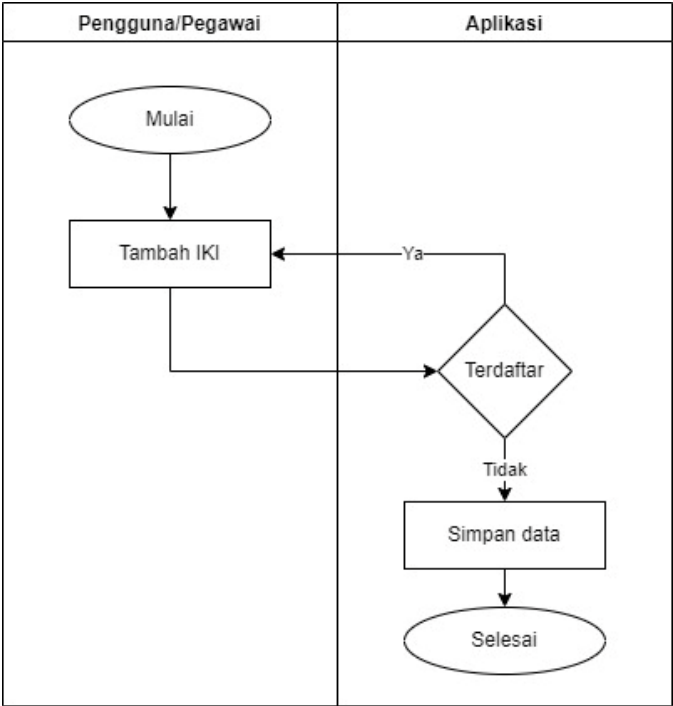 Pengguna/Pegawai
Aplikasi
Mulai
Tambah IKI
Ya
Terdaftar
Tidak
Simpan data
Selesai